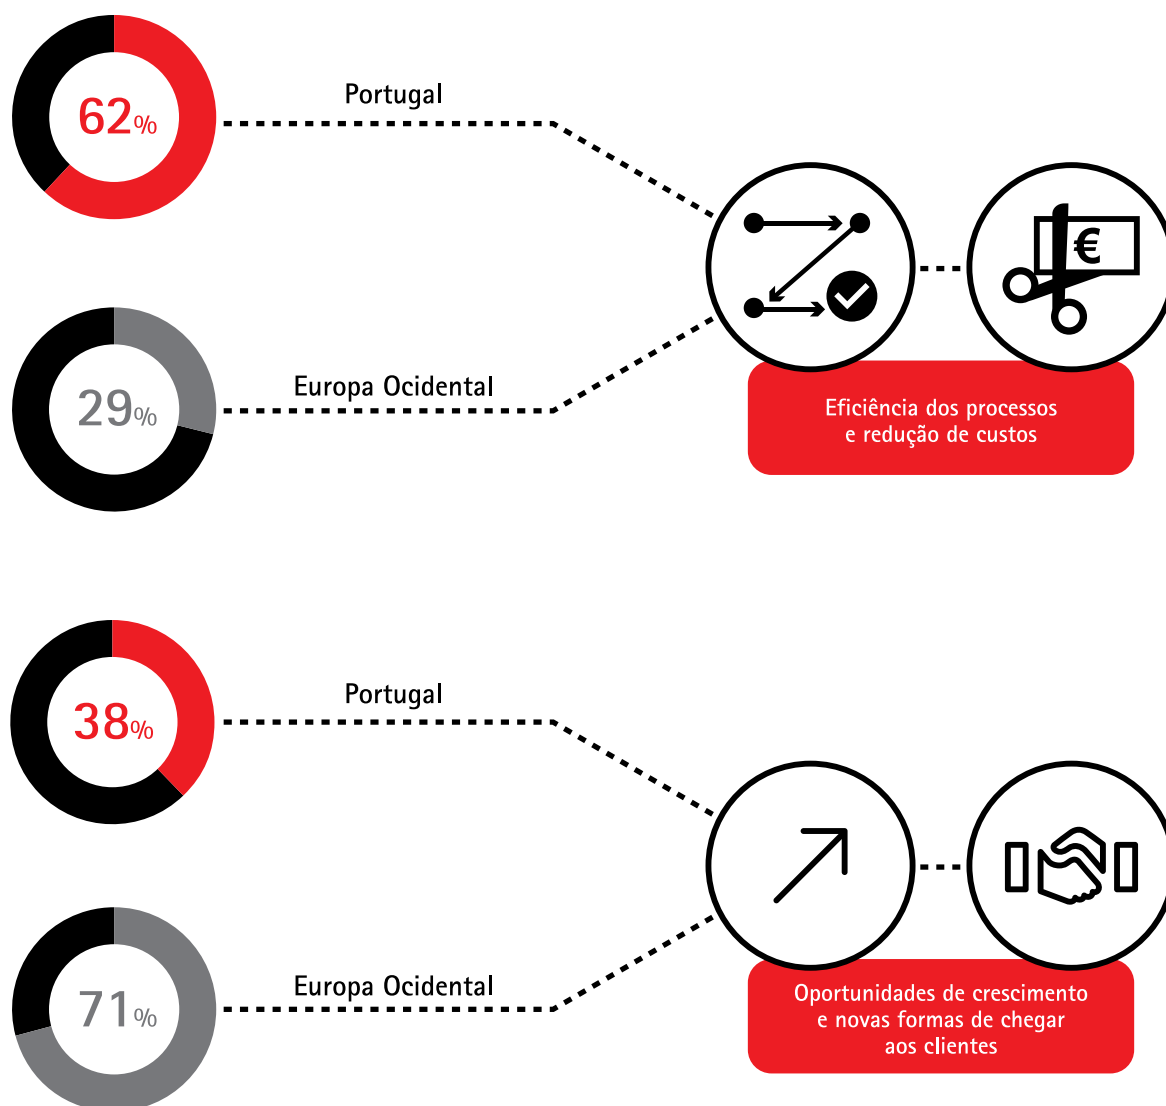 62%
Portugal
€
29%
Europa Ocidental
Eficiência dos processos
e redução de custos
38%
Portugal
71%
Europa Ocidental
Oportunidades de crescimento
e novas formas de chegar
aos clientes